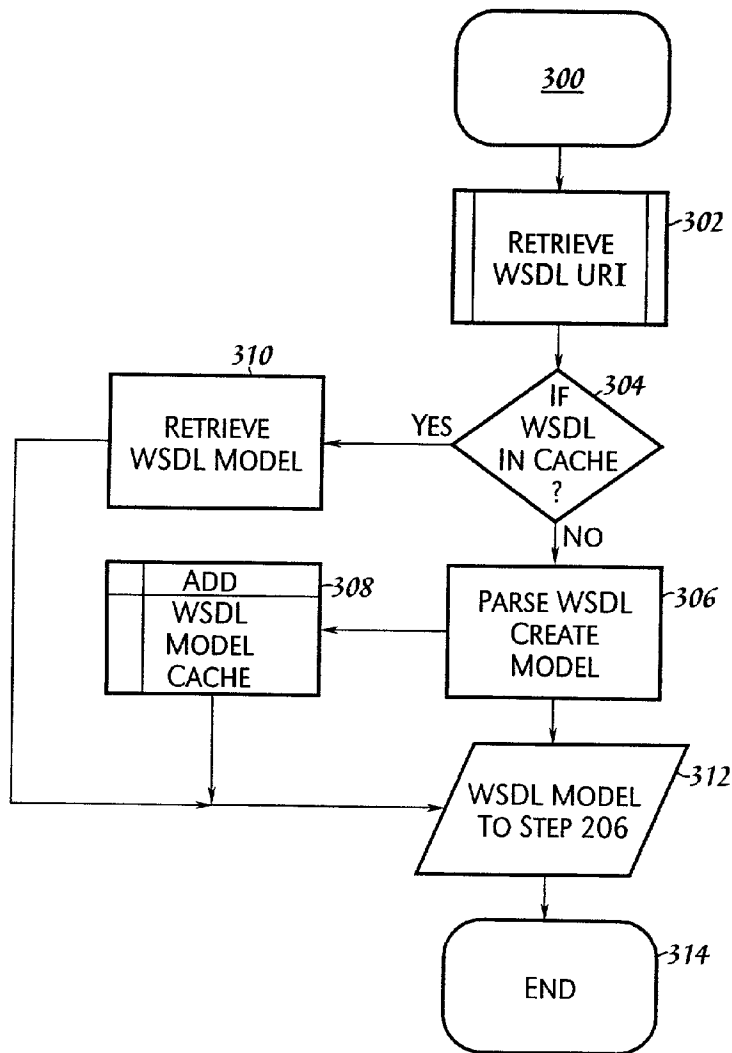 300
302
RETRIEVE
WSDL URI
310
304
IF
WSDL
IN CACHE
?
YES
RETRIEVE
WSDL MODEL
NO
ADD
308
WSDL
MODEL
CACHE
306
PARSE WSDL
CREATE
MODEL
312
WSDL MODEL
TO STEP 206
314
END